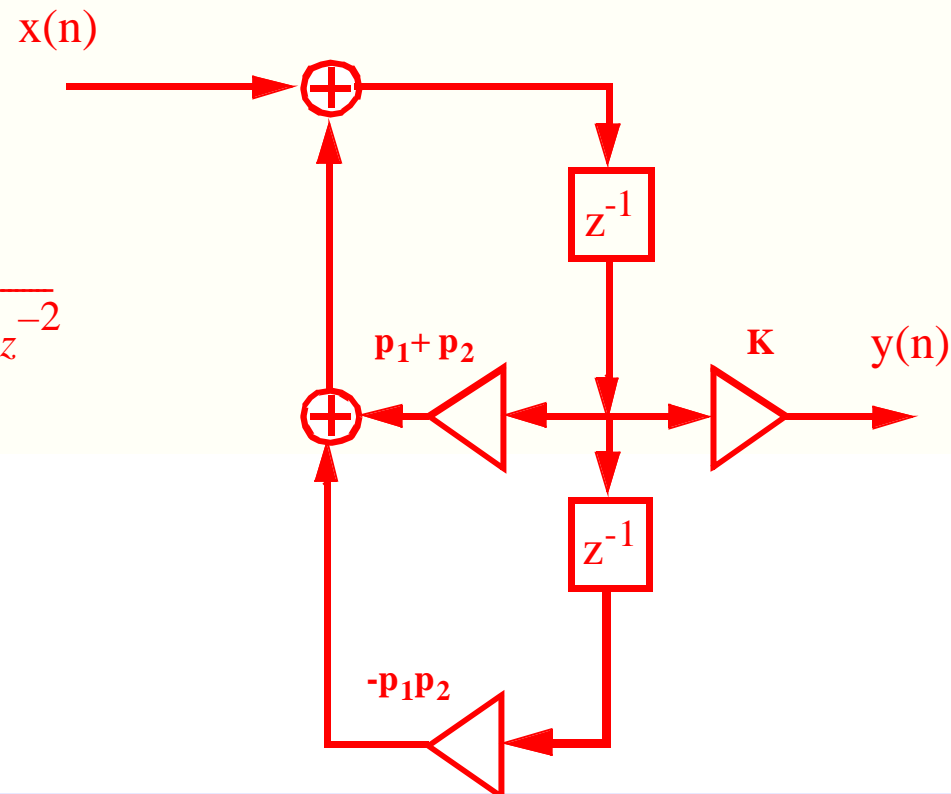 x(n)
z⁻¹
z⁻²
p₁+ p₂
K
y(n)
z⁻¹
-p₁p₂